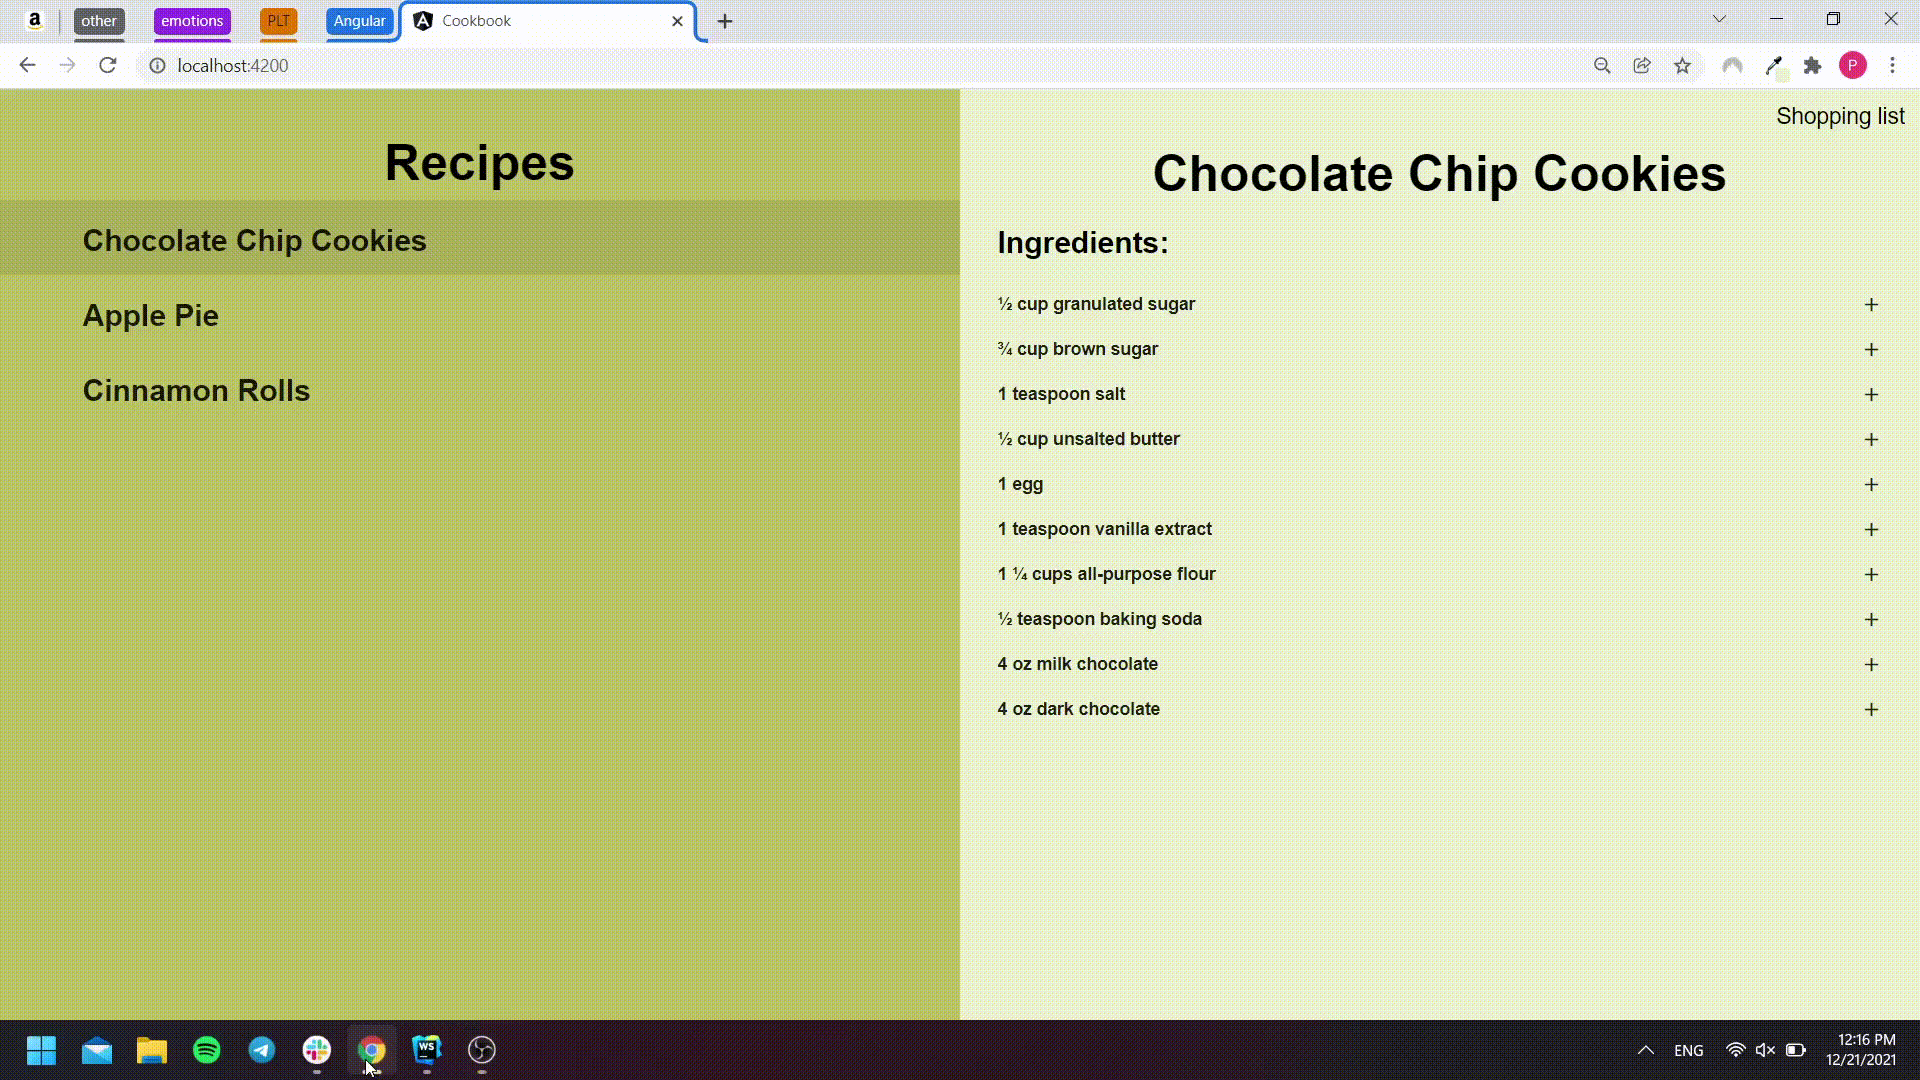 a other emotions PLT Angular Cookbook
localhost:4200
P
Shopping list
Recipes
Chocolate Chip Cookies
Apple Pie
Cinnamon Rolls
Chocolate Chip Cookies
Ingredients:
½ cup granulated sugar +
¾ cup brown sugar +
1 teaspoon salt +
½ cup unsalted butter +
1 egg +
1 teaspoon vanilla extract +
1 ¼ cups all-purpose flour +
½ teaspoon baking soda +
4 oz milk chocolate +
4 oz dark chocolate +
WS
ENG
12:16 PM
12/21/2021